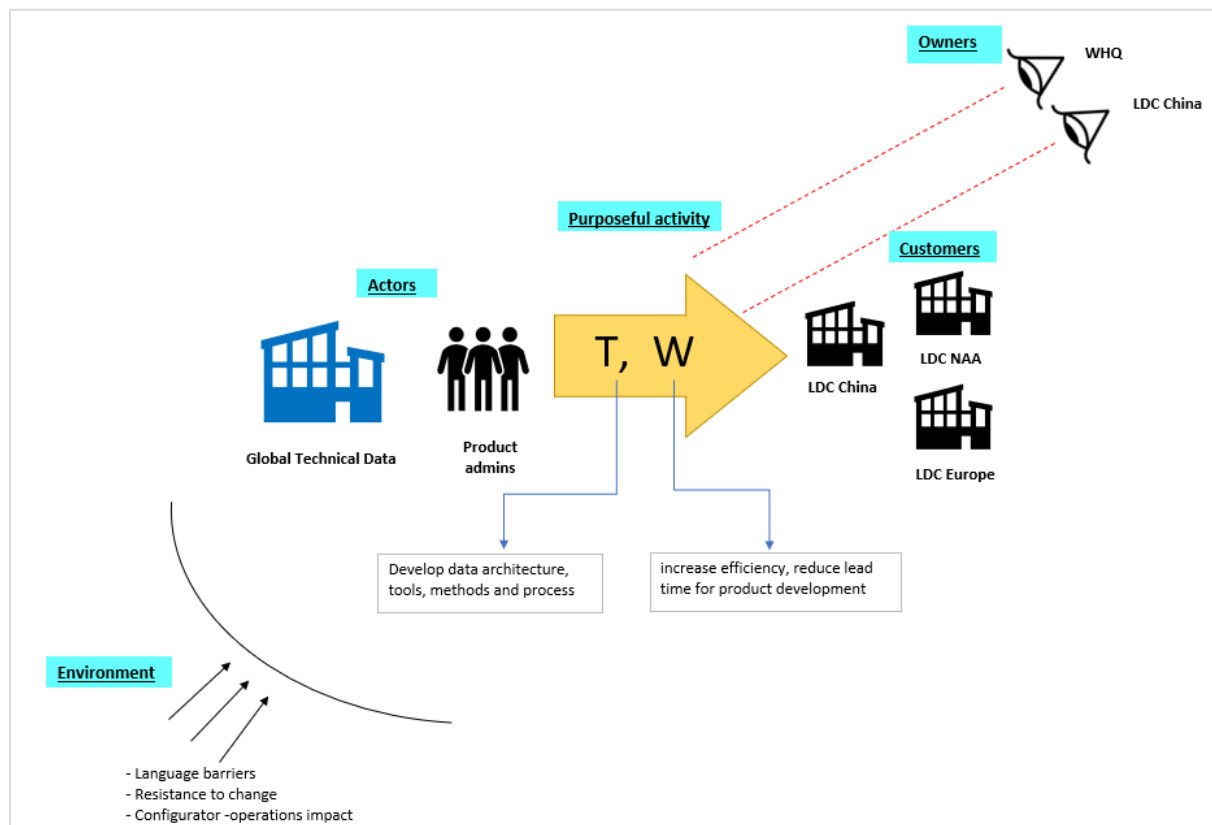 Owners
WHQ
LDC China
Purposeful activity
Customers
Actors
T, W
LDC NAA
LDC China
Global Technical Data
Product
admins
LDC Europe
Develop data architecture,
tools, methods and process
increase efficiency, reduce lead
time for product development
Environment
- Language barriers
- Resistance to change
- Configurator -operations impact